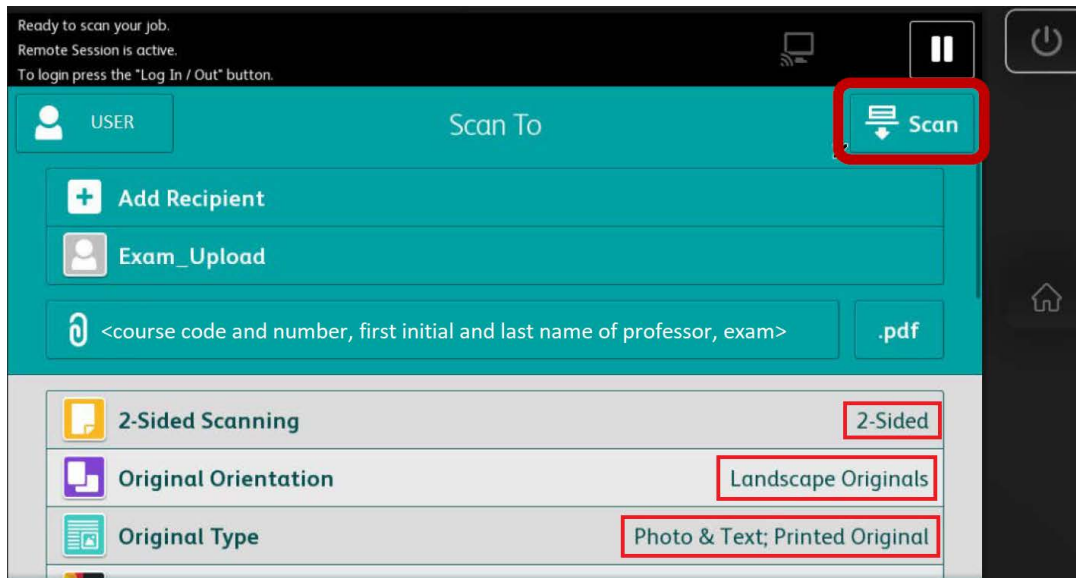 Ready to scan your job.
Remote Session is active.
To login press the "Log In / Out" button.
USER
Scan To
Scan
Add Recipient
Exam_Upload
<course code and number, first initial and last name of professor, exam>
.pdf
2-Sided Scanning
2-Sided
Original Orientation
Landscape Originals
Original Type
Photo & Text; Printed Original